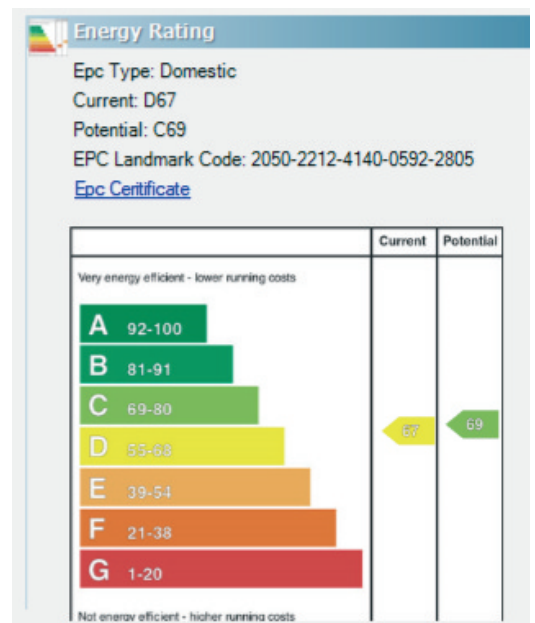 Energy Rating
Epc Type: Domestic
Current: D67
Potential: C69
EPC Landmark Code: 2050-2212-4140-0592-2805
Epc Ceritificate
Current Potential
Very energy efficient - lower running costs
A 92-100
B 81-91
C 69-80
D 55-68
67
69
E 39-54
F 21-38
G 1-20
Not energy efficient - higher running costs